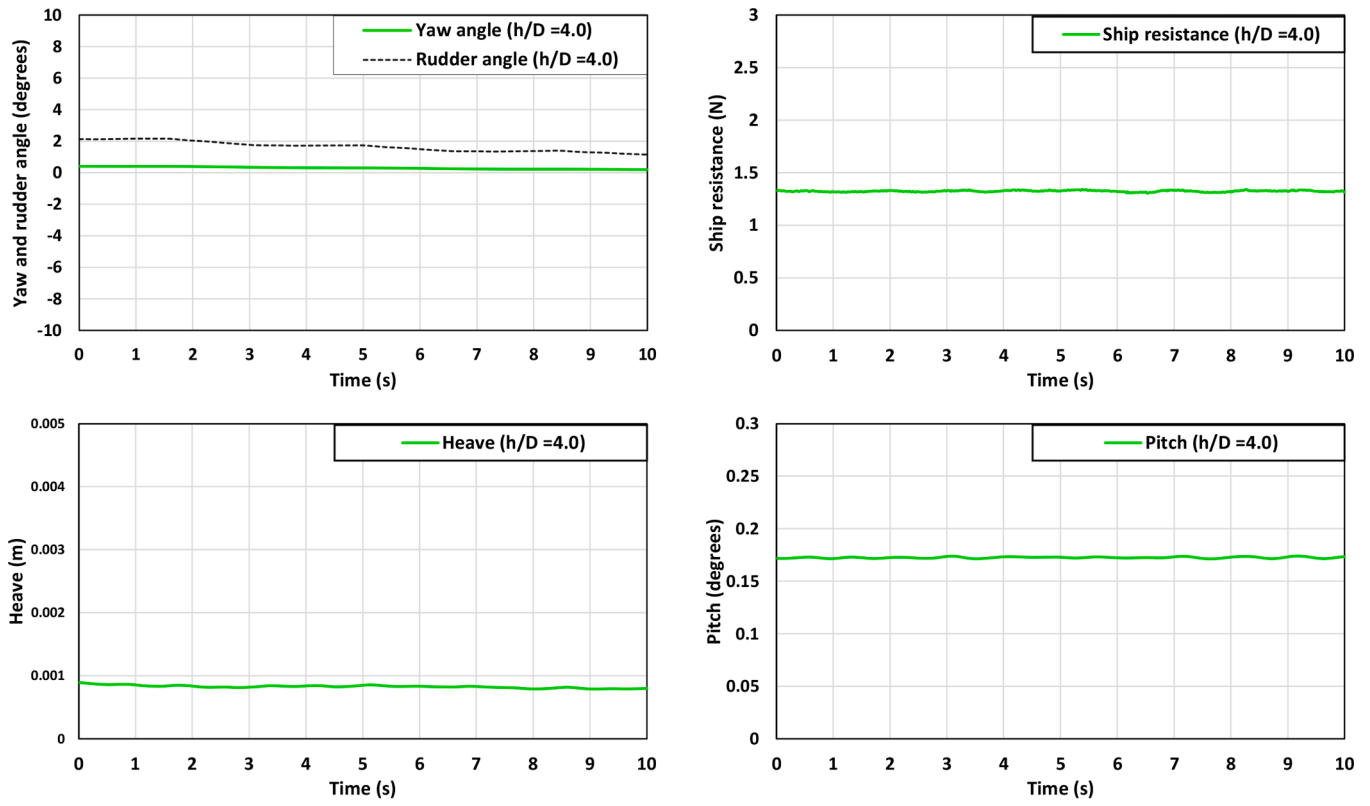 Yaw and rudder angle (degrees)
10
8
6
4
2
0
-2
-4
-6
-8
-10
Yaw angle (h/D =4.0)
Rudder angle (h/D =4.0)
0 1 2 3 4 5 6 7 8 9 10
Time (s)
Ship resistance (N)
3
2.5
2
1.5
1
0.5
0
Ship resistance (h/D =4.0)
0 1 2 3 4 5 6 7 8 9 10
Time (s)
Heave (m)
0.005
0.004
0.003
0.002
0.001
0
Heave (h/D =4.0)
0 1 2 3 4 5 6 7 8 9 10
Time (s)
Pitch (degrees)
0.3
0.25
0.2
0.15
0.1
0.05
0
Pitch (h/D =4.0)
0 1 2 3 4 5 6 7 8 9 10
Time (s)